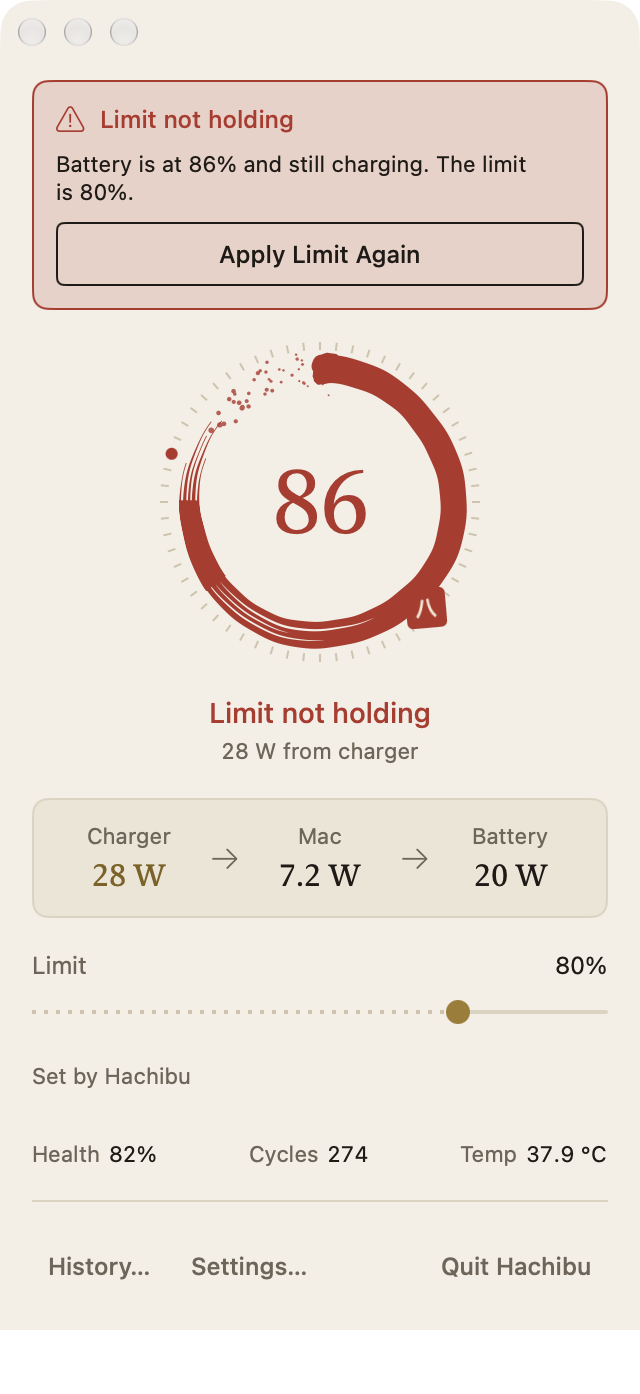 Limit not holding
Battery is at 86% and still charging. The limit
is 80%.
Apply Limit Again
86
八
Limit not holding
28 W from charger
Charger → Mac → Battery
28 W 7.2 W 20 W
Limit 80%
Set by Hachibu
Health 82% Cycles 274 Temp 37.9 °C
History... Settings... Quit Hachibu